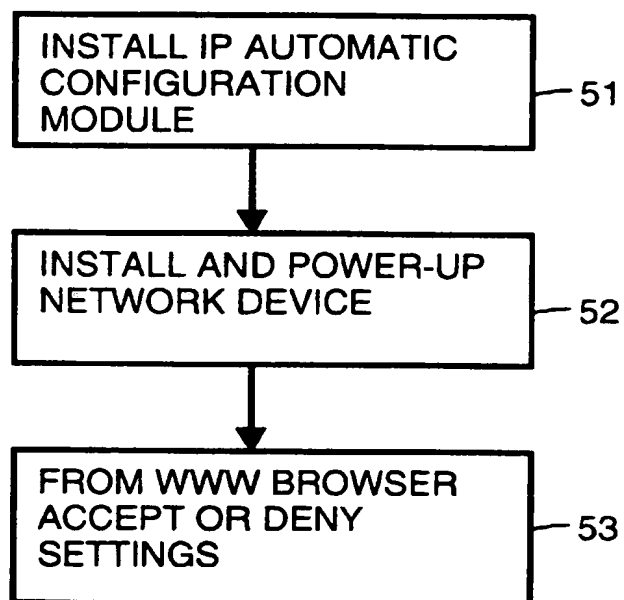 INSTALL IP AUTOMATIC
CONFIGURATION
MODULE
51
INSTALL AND POWER-UP
NETWORK DEVICE
52
FROM WWW BROWSER
ACCEPT OR DENY
SETTINGS
53